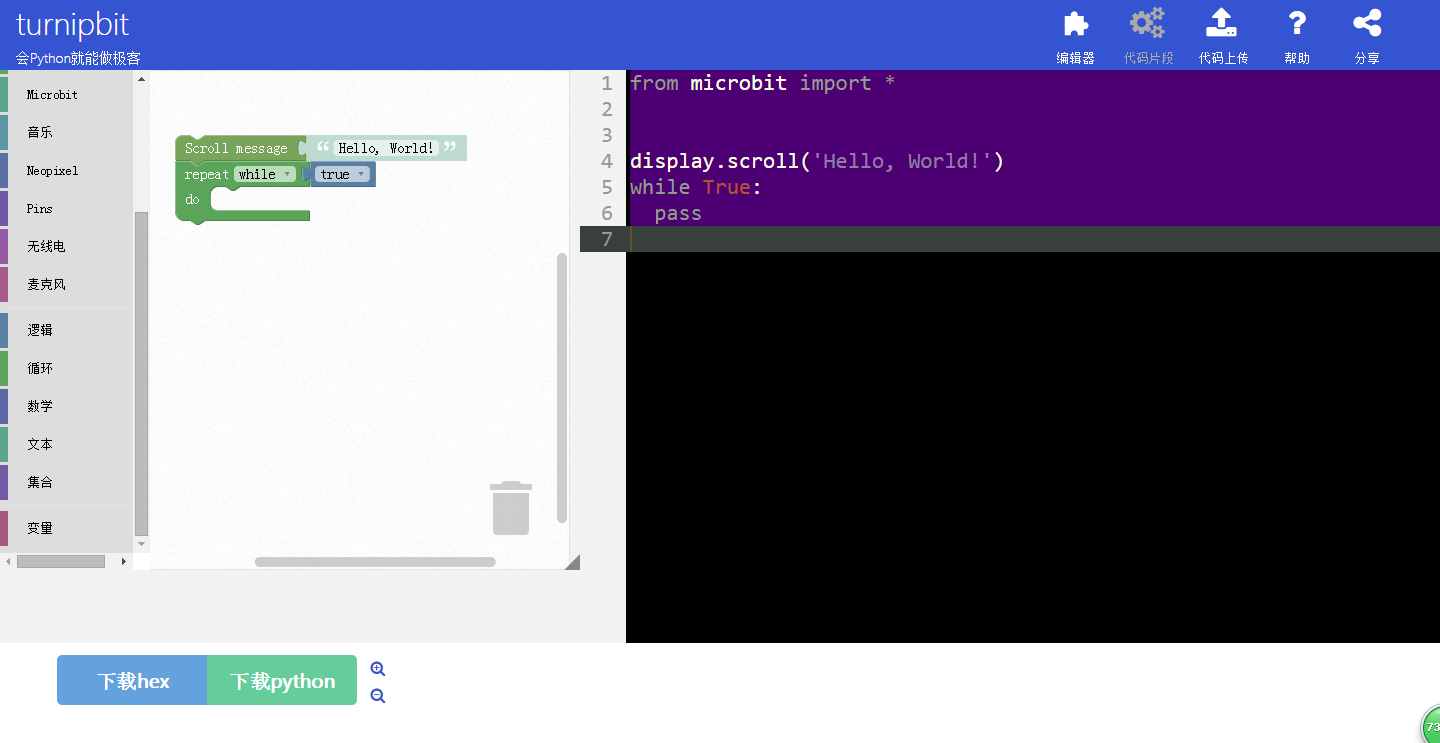 turnipbit
会Python就能做极客
编辑器
代码片段
代码上传
帮助
分享
Microbit
音乐
Neopixel
Pins
无线电
麦克风
逻辑
循环
数学
文本
集合
变量
Scroll message “ Hello, World! ”
repeat while true
do
1 from microbit import *
2
3
4 display.scroll('Hello, World!')
5 while True:
6   pass
7
下载hex
下载python
73